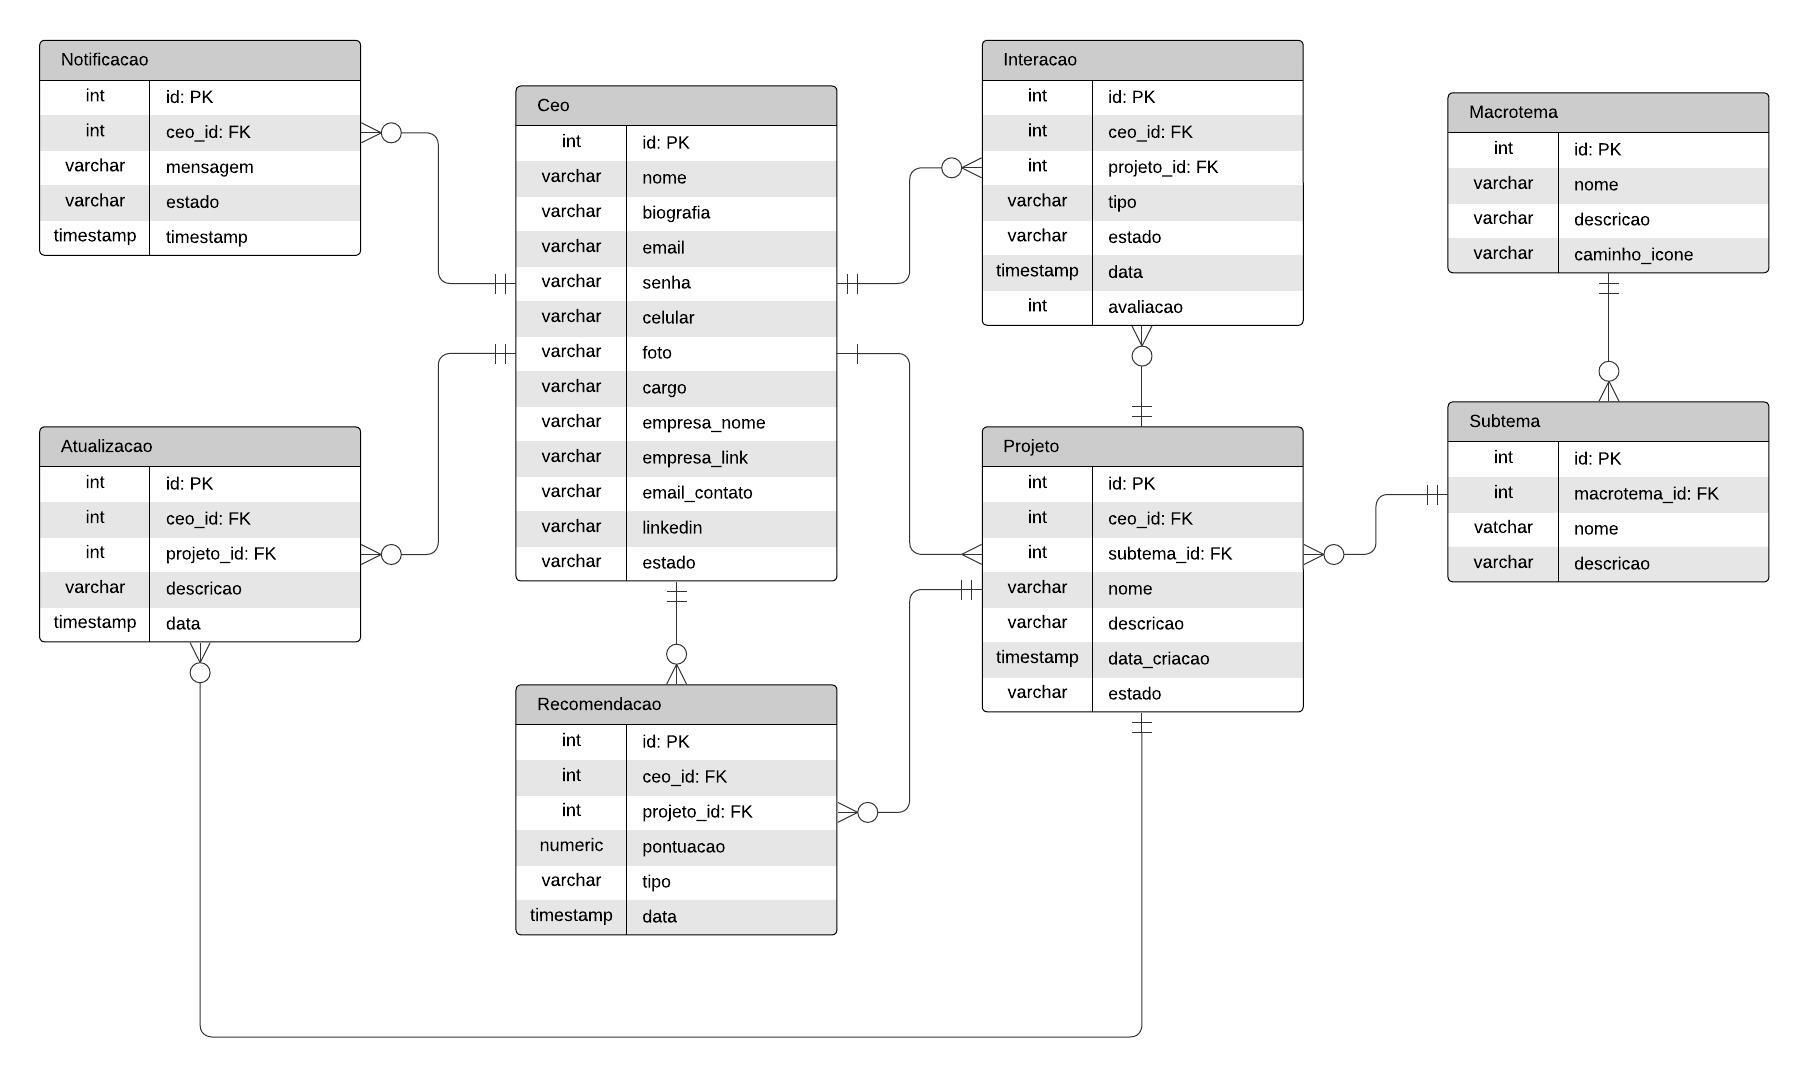 Notificacao
int id: PK
int ceo_id: FK
varchar mensagem
varchar estado
timestamp timestamp
Atualizacao
int id: PK
int ceo_id: FK
int projeto_id: FK
varchar descricao
timestamp data
Ceo
int id: PK
varchar nome
varchar biografia
varchar email
varchar senha
varchar celular
varchar foto
varchar cargo
varchar empresa_nome
varchar empresa_link
varchar email_contato
varchar linkedin
varchar estado
Recomendacao
int id: PK
int ceo_id: FK
int projeto_id: FK
numeric pontuacao
varchar tipo
timestamp data
Interacao
int id: PK
int ceo_id: FK
int projeto_id: FK
varchar tipo
varchar estado
timestamp data
int avaliacao
Projeto
int id: PK
int ceo_id: FK
int subtema_id: FK
varchar nome
varchar descricao
timestamp data_criacao
varchar estado
Macrotema
int id: PK
varchar nome
varchar descricao
varchar caminho_icone
Subtema
int id: PK
int macrotema_id: FK
vatchar nome
varchar descricao